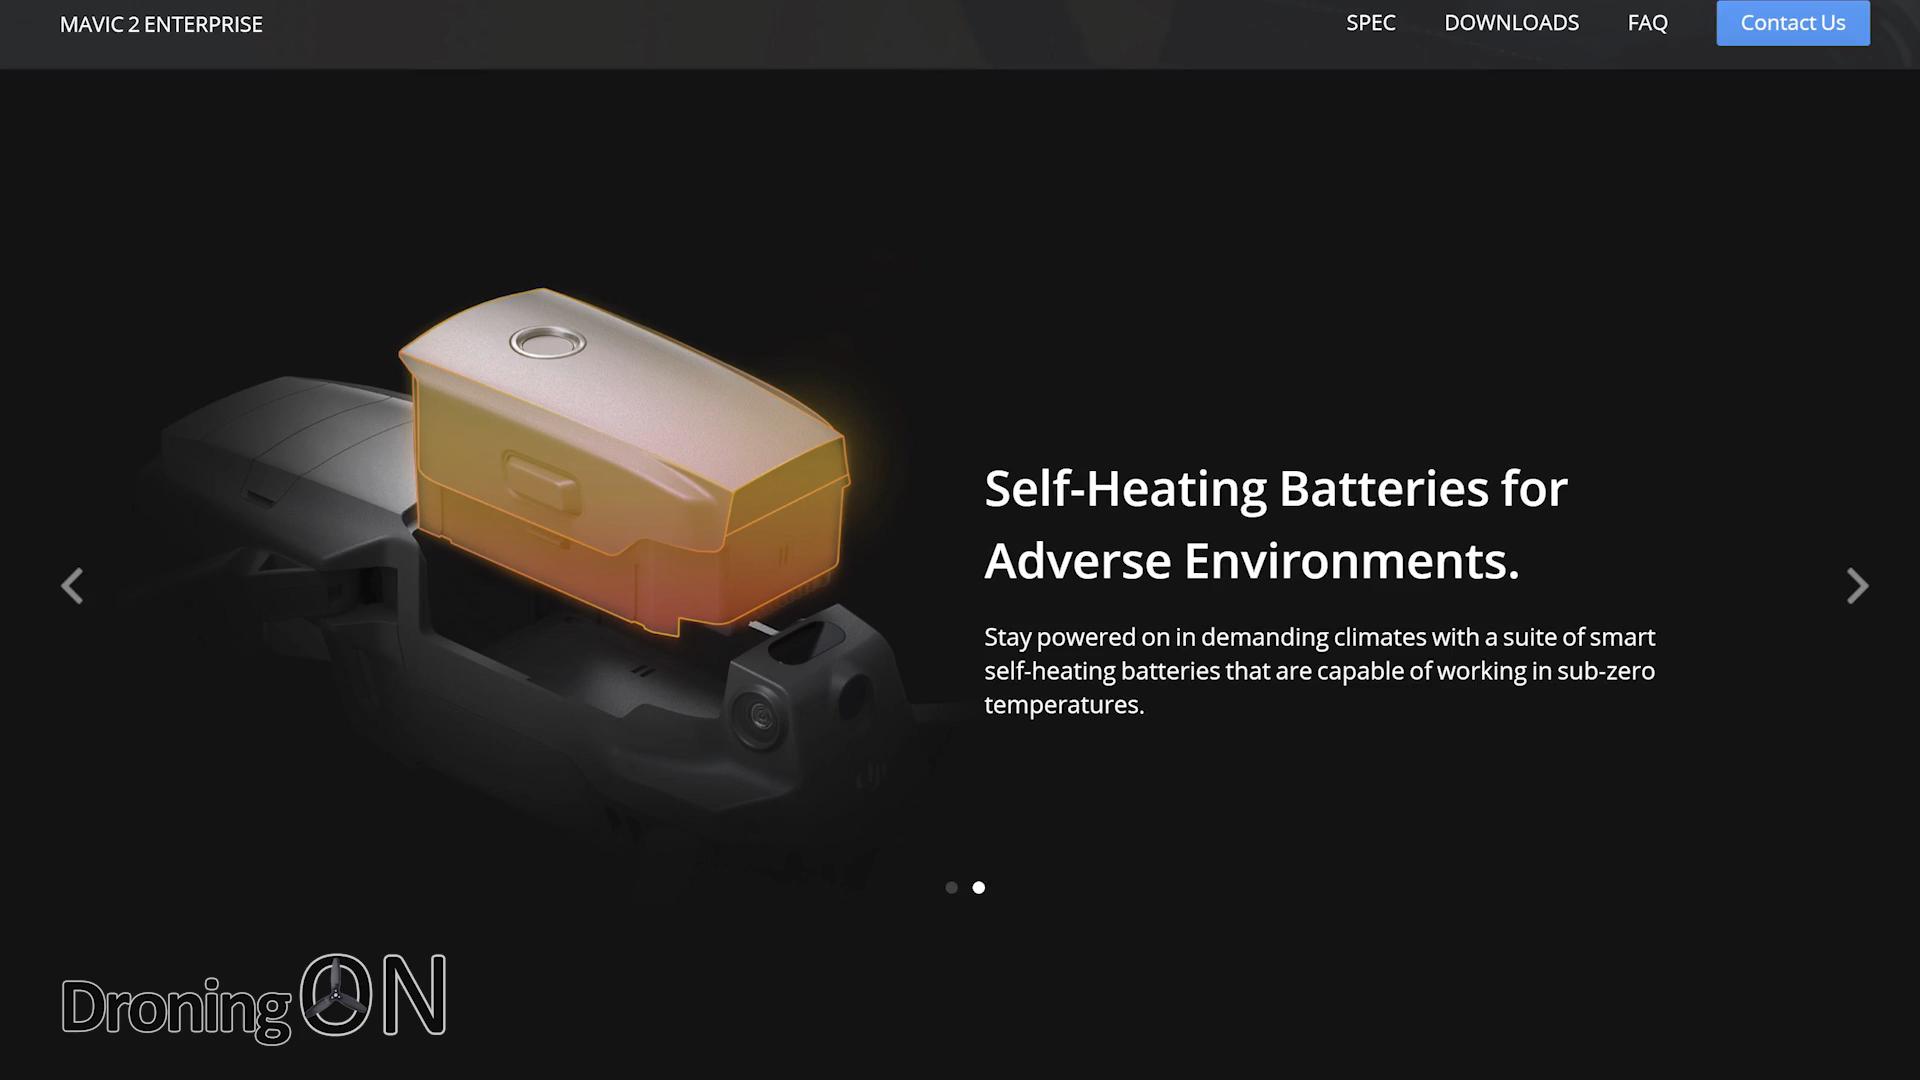 MAVIC 2 ENTERPRISE
SPEC
DOWNLOADS
FAQ
Contact Us
Self-Heating Batteries for
Adverse Environments.
Stay powered on in demanding climates with a suite of smart
self-heating batteries that are capable of working in sub-zero
temperatures.
DroningON